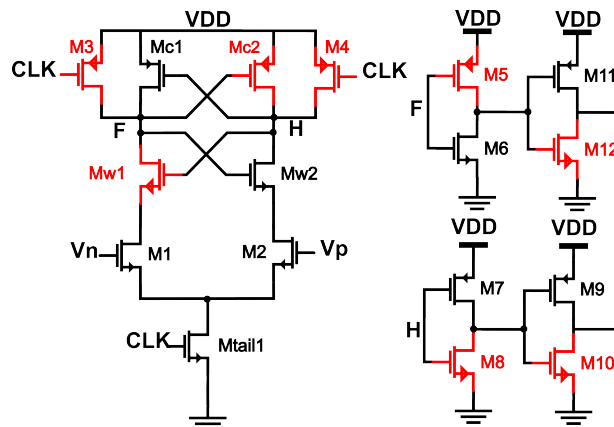 VDD
M3 Mc1 Mc2 M4
CLK CLK
F H
Mw1 Mw2
Vn M1 M2 Vp
CLK Mtail1
VDD VDD
M5 M11
F
M6 M12
VDD VDD
M7 M9
H
M8 M10